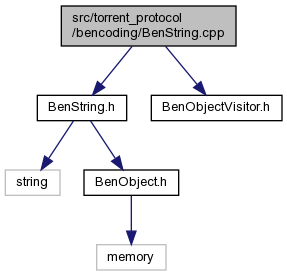 src/torrent_protocol
/bencoding/BenString.cpp
BenString.h
BenObjectVisitor.h
string
BenObject.h
memory